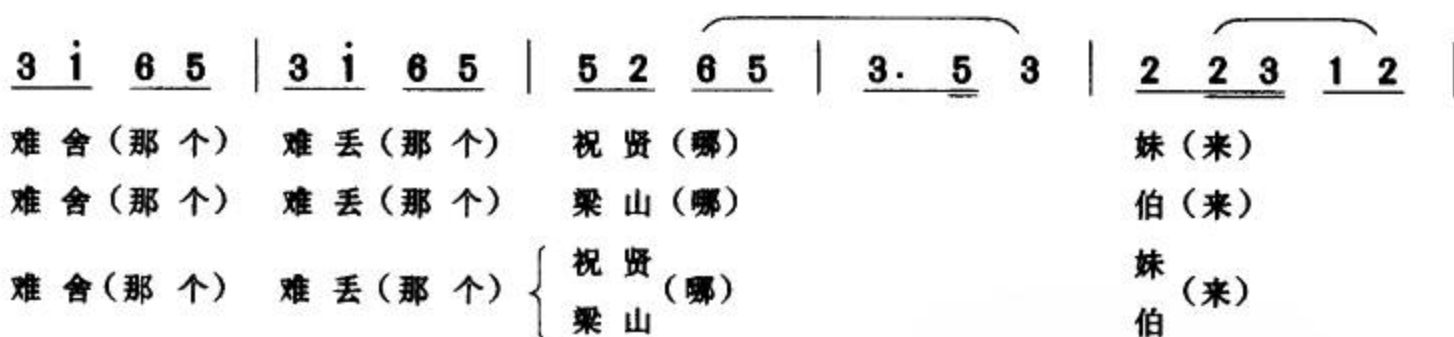 3 i̇ 6 5 | 3 i̇ 6 5 | 5 2 6 5 | 3· 5 3 | 2 2 3 1 2 |
难 舍（那 个） 难 丢（那 个） 祝 贤（哪） 妹（来）
难 舍（那 个） 难 丢（那 个） 梁 山（哪） 伯（来）
祝 贤 妹
难 舍（那 个） 难 丢（那 个） { （哪） （来）
梁 山 伯